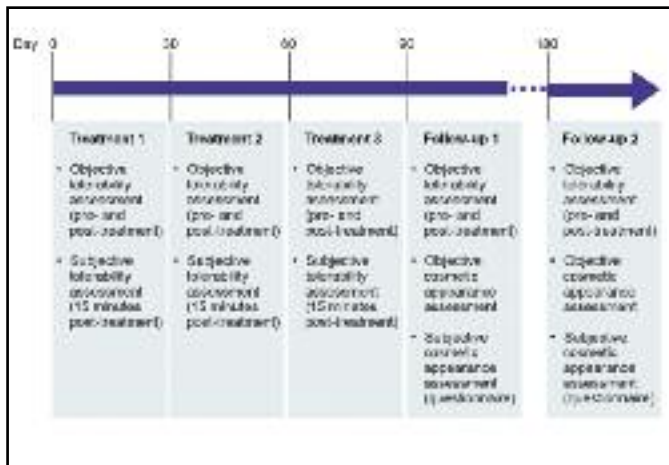 Day 0 30 60 90 180
Treatment 1
• Objective
tolerability
assessment
(pre- and
post-treatment)
• Subjective
tolerability
assessment
(15 minutes
post-treatment)
Treatment 2
• Objective
tolerability
assessment
(pre- and
post-treatment)
• Subjective
tolerability
assessment
(15 minutes
post-treatment)
Treatment 3
• Objective
tolerability
assessment
(pre- and
post-treatment)
• Subjective
tolerability
assessment
(15 minutes
post-treatment)
Follow-up 1
• Objective
tolerability
assessment
(pre- and
post-treatment)
• Objective
cosmetic
appearance
assessment
• Subjective
cosmetic
appearance
assessment
(questionnaire)
Follow-up 2
• Objective
tolerability
assessment
(pre- and
post-treatment)
• Objective
cosmetic
appearance
assessment
• Subjective
cosmetic
appearance
assessment
(questionnaire)